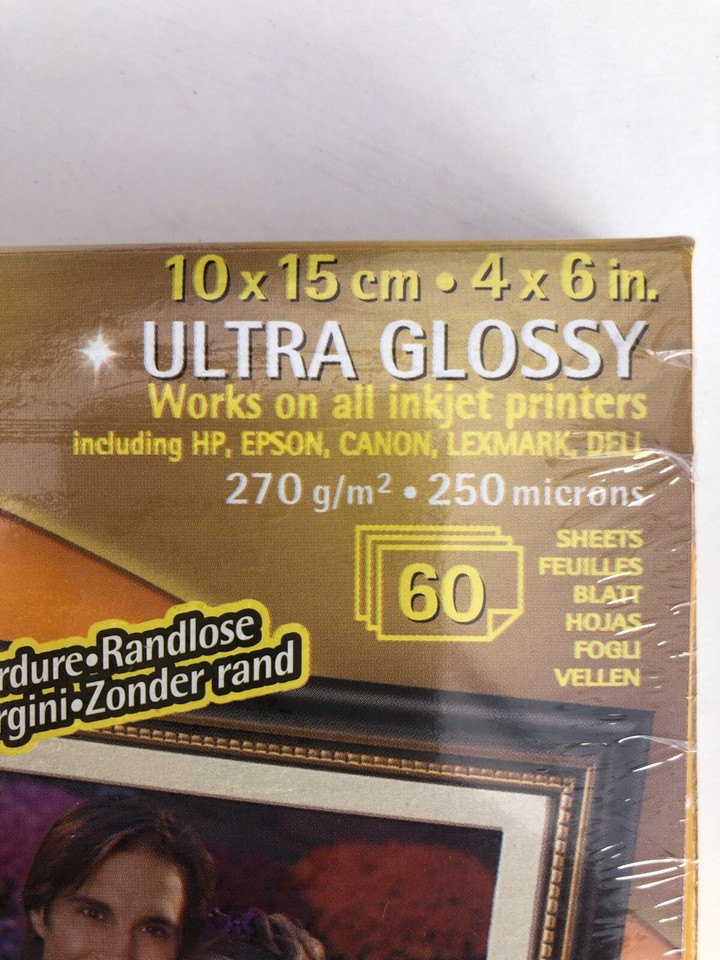 10 x 15 cm • 4 x 6 in.
ULTRA GLOSSY
Works on all inkjet printers
including HP, EPSON, CANON, LEXMARK, DELL
270 g/m² • 250 microns
60
SHEETS
FEUILLES
BLATT
HOJAS
FOGLI
VELLEN
rdure•Randlose
rgini•Zonder rand